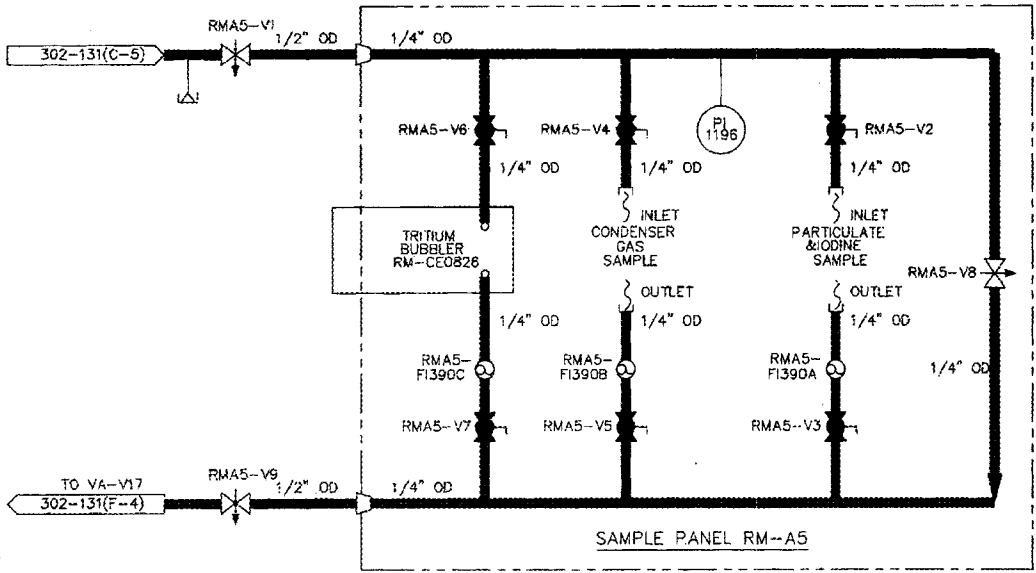 RMA5-V1
302-131(C-5)
1/2" OD
1/4" OD
RMA5-V6
RMA5-V4
PI
1196
RMA5-V2
1/4" OD
1/4" OD
1/4" OD
TRITIUM
BUBBLER
RM-CE0826
INLET
CONDENSER
GAS
SAMPLE
OUTLET
INLET
PARTICULATE
&IODINE
SAMPLE
OUTLET
RMA5-V8
1/4" OD
1/4" OD
1/4" OD
RMA5-
FI390C
RMA5-
FI390B
RMA5-
FI390A
1/4" OD
RMA5-V7
RMA5-V5
RMA5-V3
TO VA-V17
302-131(F-4)
RMA5-V9
1/2" OD
1/4" OD
SAMPLE PANEL RM-A5